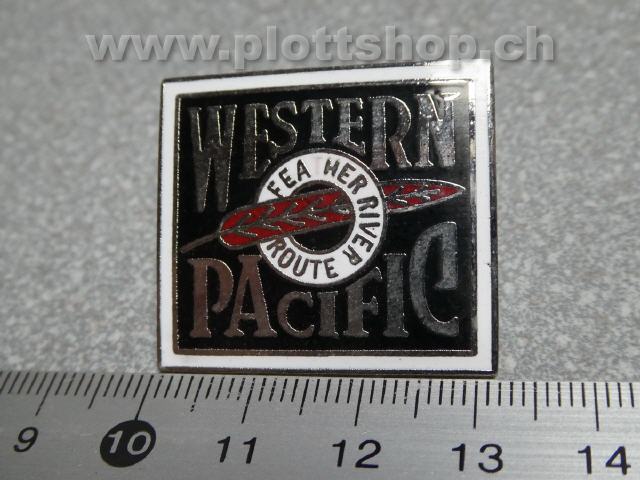 www.plottshop.ch
WESTERN
FEA HER RIVER
ROUTE
PACIFIC
9 10 11 12 13 14